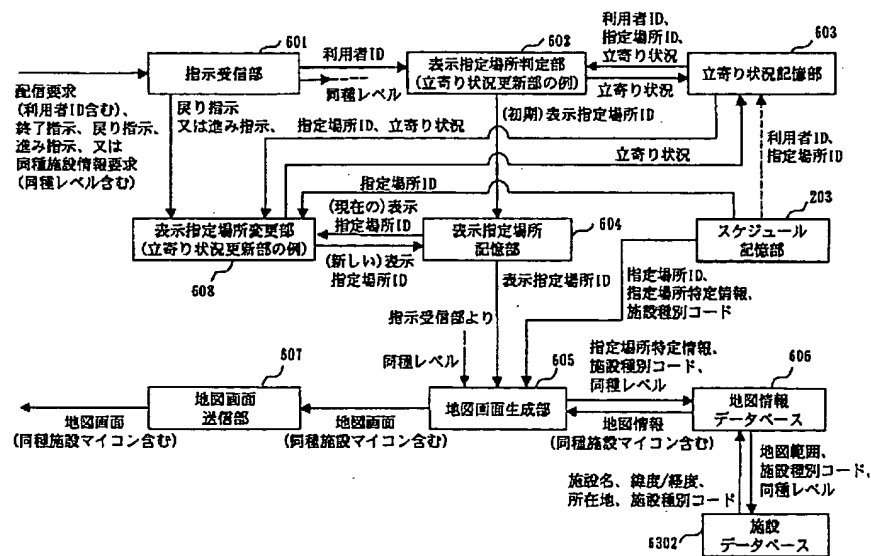 601
指示受信部
利用者ID
同種レベル
602
表示指定場所判定部
(立寄り状況更新部の例)
利用者ID、
指定場所ID、
立寄り状況
立寄り状況
603
立寄り状況記憶部
配信要求
(利用者ID含む)、
終了指示、戻り指示、
進み指示、又は
同種施設情報要求
(同種レベル含む)
戻り指示
又は進み指示
指定場所ID、立寄り状況
(初期)表示指定場所ID
立寄り状況
利用者ID、
指定場所ID
指定場所ID
表示指定場所変更部
(立寄り状況更新部の例)
608
(現在の)表示
指定場所ID
(新しい)表示
指定場所ID
表示指定場所
記憶部
604
203
スケジュール
記憶部
表示指定場所ID
指定場所ID、
指定場所特定情報、
施設種別コード
指示受信部より
同種レベル
607
地図画面
送信部
地図画面
(同種施設マイコン含む)
地図画面
(同種施設マイコン含む)
605
地図画面生成部
指定場所特定情報、
施設種別コード、
同種レベル
地図情報
(同種施設マイコン含む)
606
地図情報
データベース
施設名、緯度/経度、
所在地、施設種別コード
地図範囲、
施設種別コード、
同種レベル
6302
施設
データベース